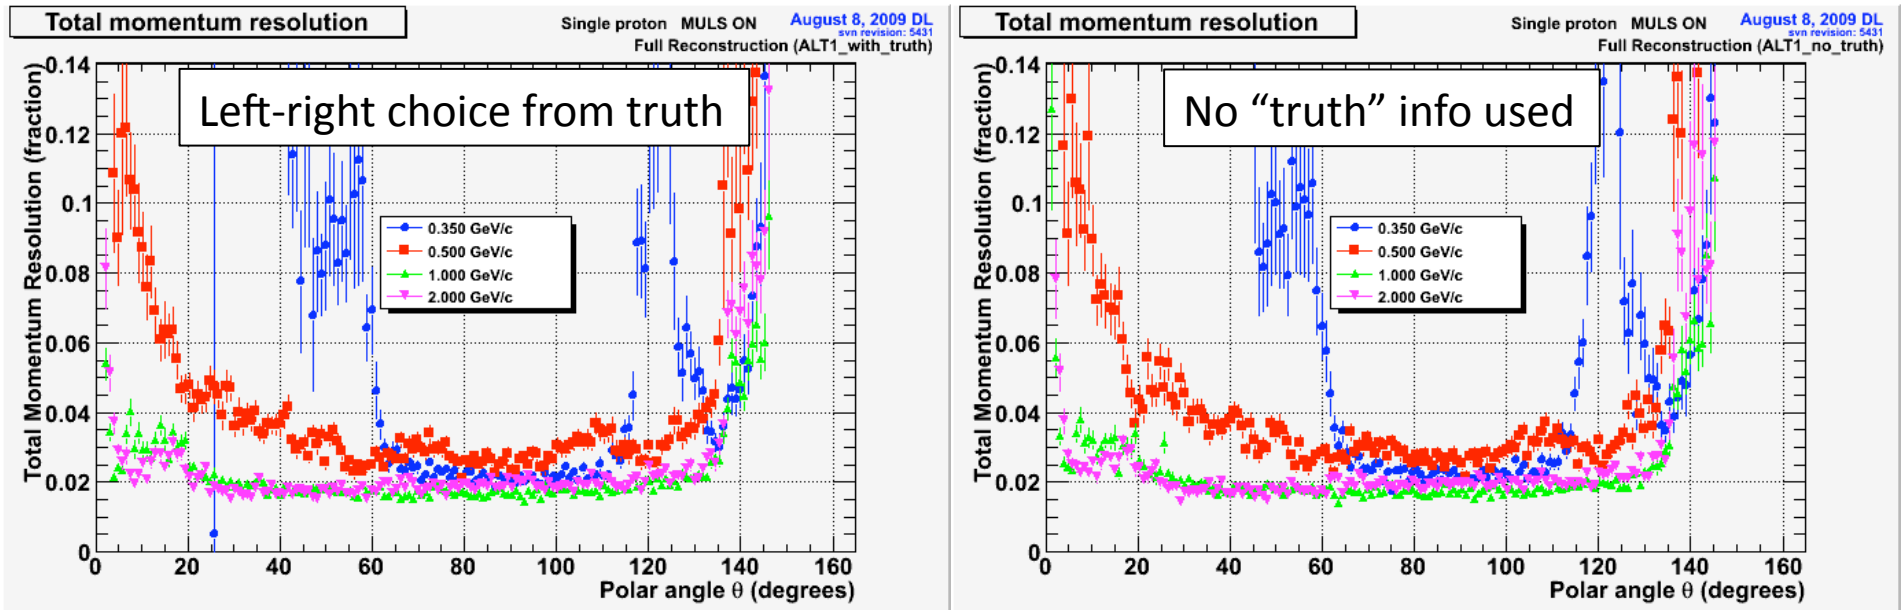 Total momentum resolution
Single proton MULS ON
August 8, 2009 DL
svn revision: 5431
Full Reconstruction (ALT1_with_truth)
Left-right choice from truth
Total Momentum Resolution (fraction)
0.14
0.12
0.1
0.08
0.06
0.04
0.02
0
0.350 GeV/c
0.500 GeV/c
1.000 GeV/c
2.000 GeV/c
0 20 40 60 80 100 120 140 160
Polar angle θ (degrees)
Total momentum resolution
Single proton MULS ON
August 8, 2009 DL
svn revision: 5431
Full Reconstruction (ALT1_no_truth)
No “truth” info used
Total Momentum Resolution (fraction)
0.14
0.12
0.1
0.08
0.06
0.04
0.02
0
0.350 GeV/c
0.500 GeV/c
1.000 GeV/c
2.000 GeV/c
0 20 40 60 80 100 120 140 160
Polar angle θ (degrees)